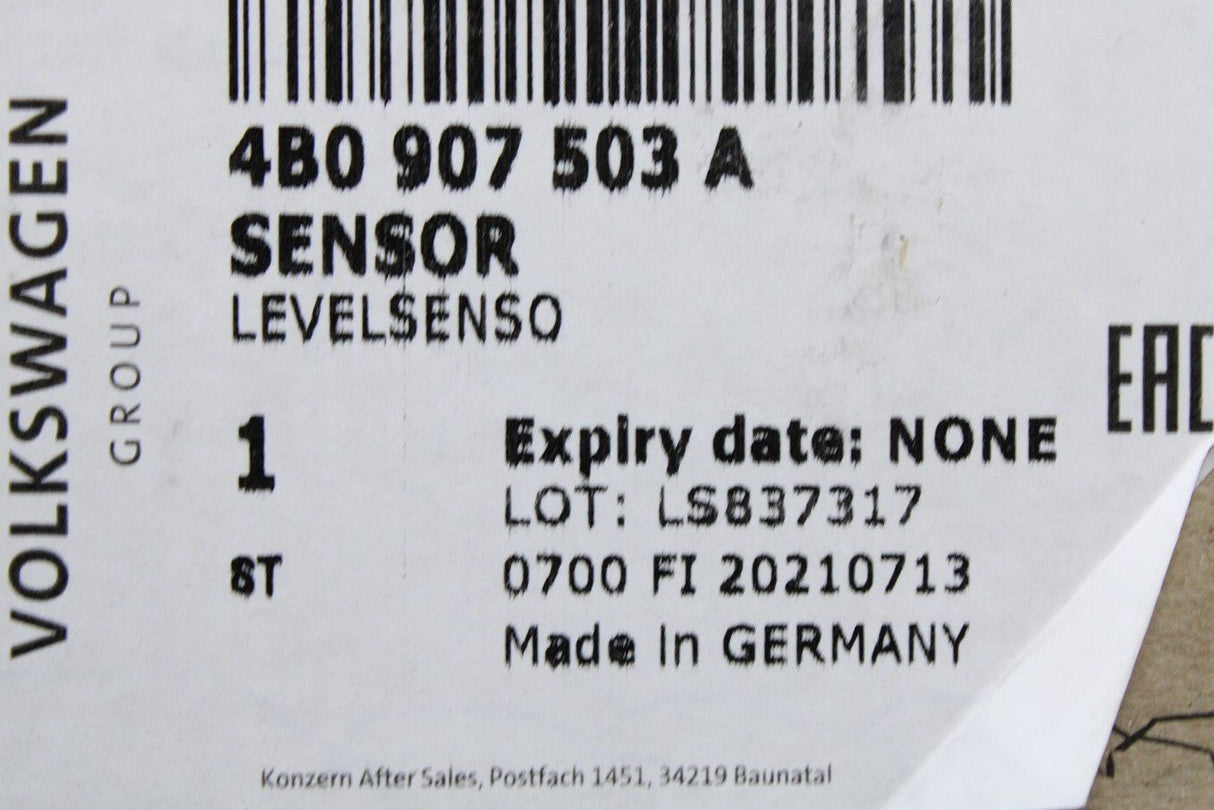 VOLKSWAGEN
GROUP
4B0 907 503 A
SENSOR
LEVELSENSO
1
Expiry date: NONE
LOT: LS837317
ST
0700 FI 20210713
Made in GERMANY
EAC
Konzern After Sales, Postfach 1451, 34219 Baunatal